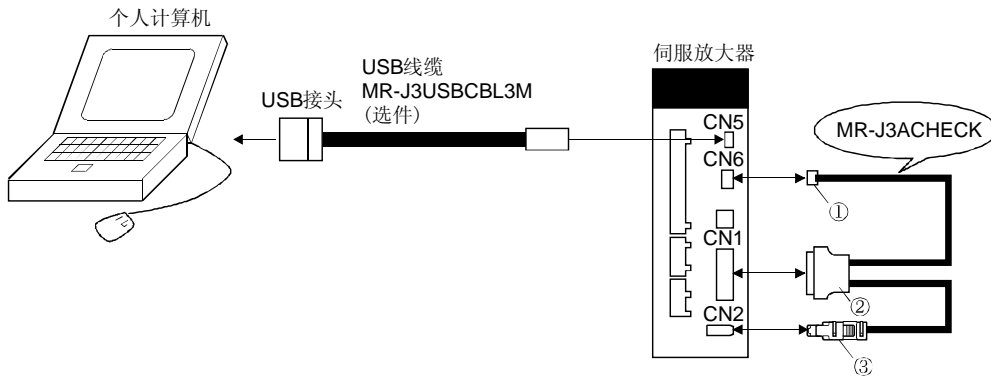 个人计算机
伺服放大器
USB线缆
MR-J3USBCBL3M
(选件)
USB接头
CN5
CN6
MR-J3ACHECK
①
CN1
②
CN2
③